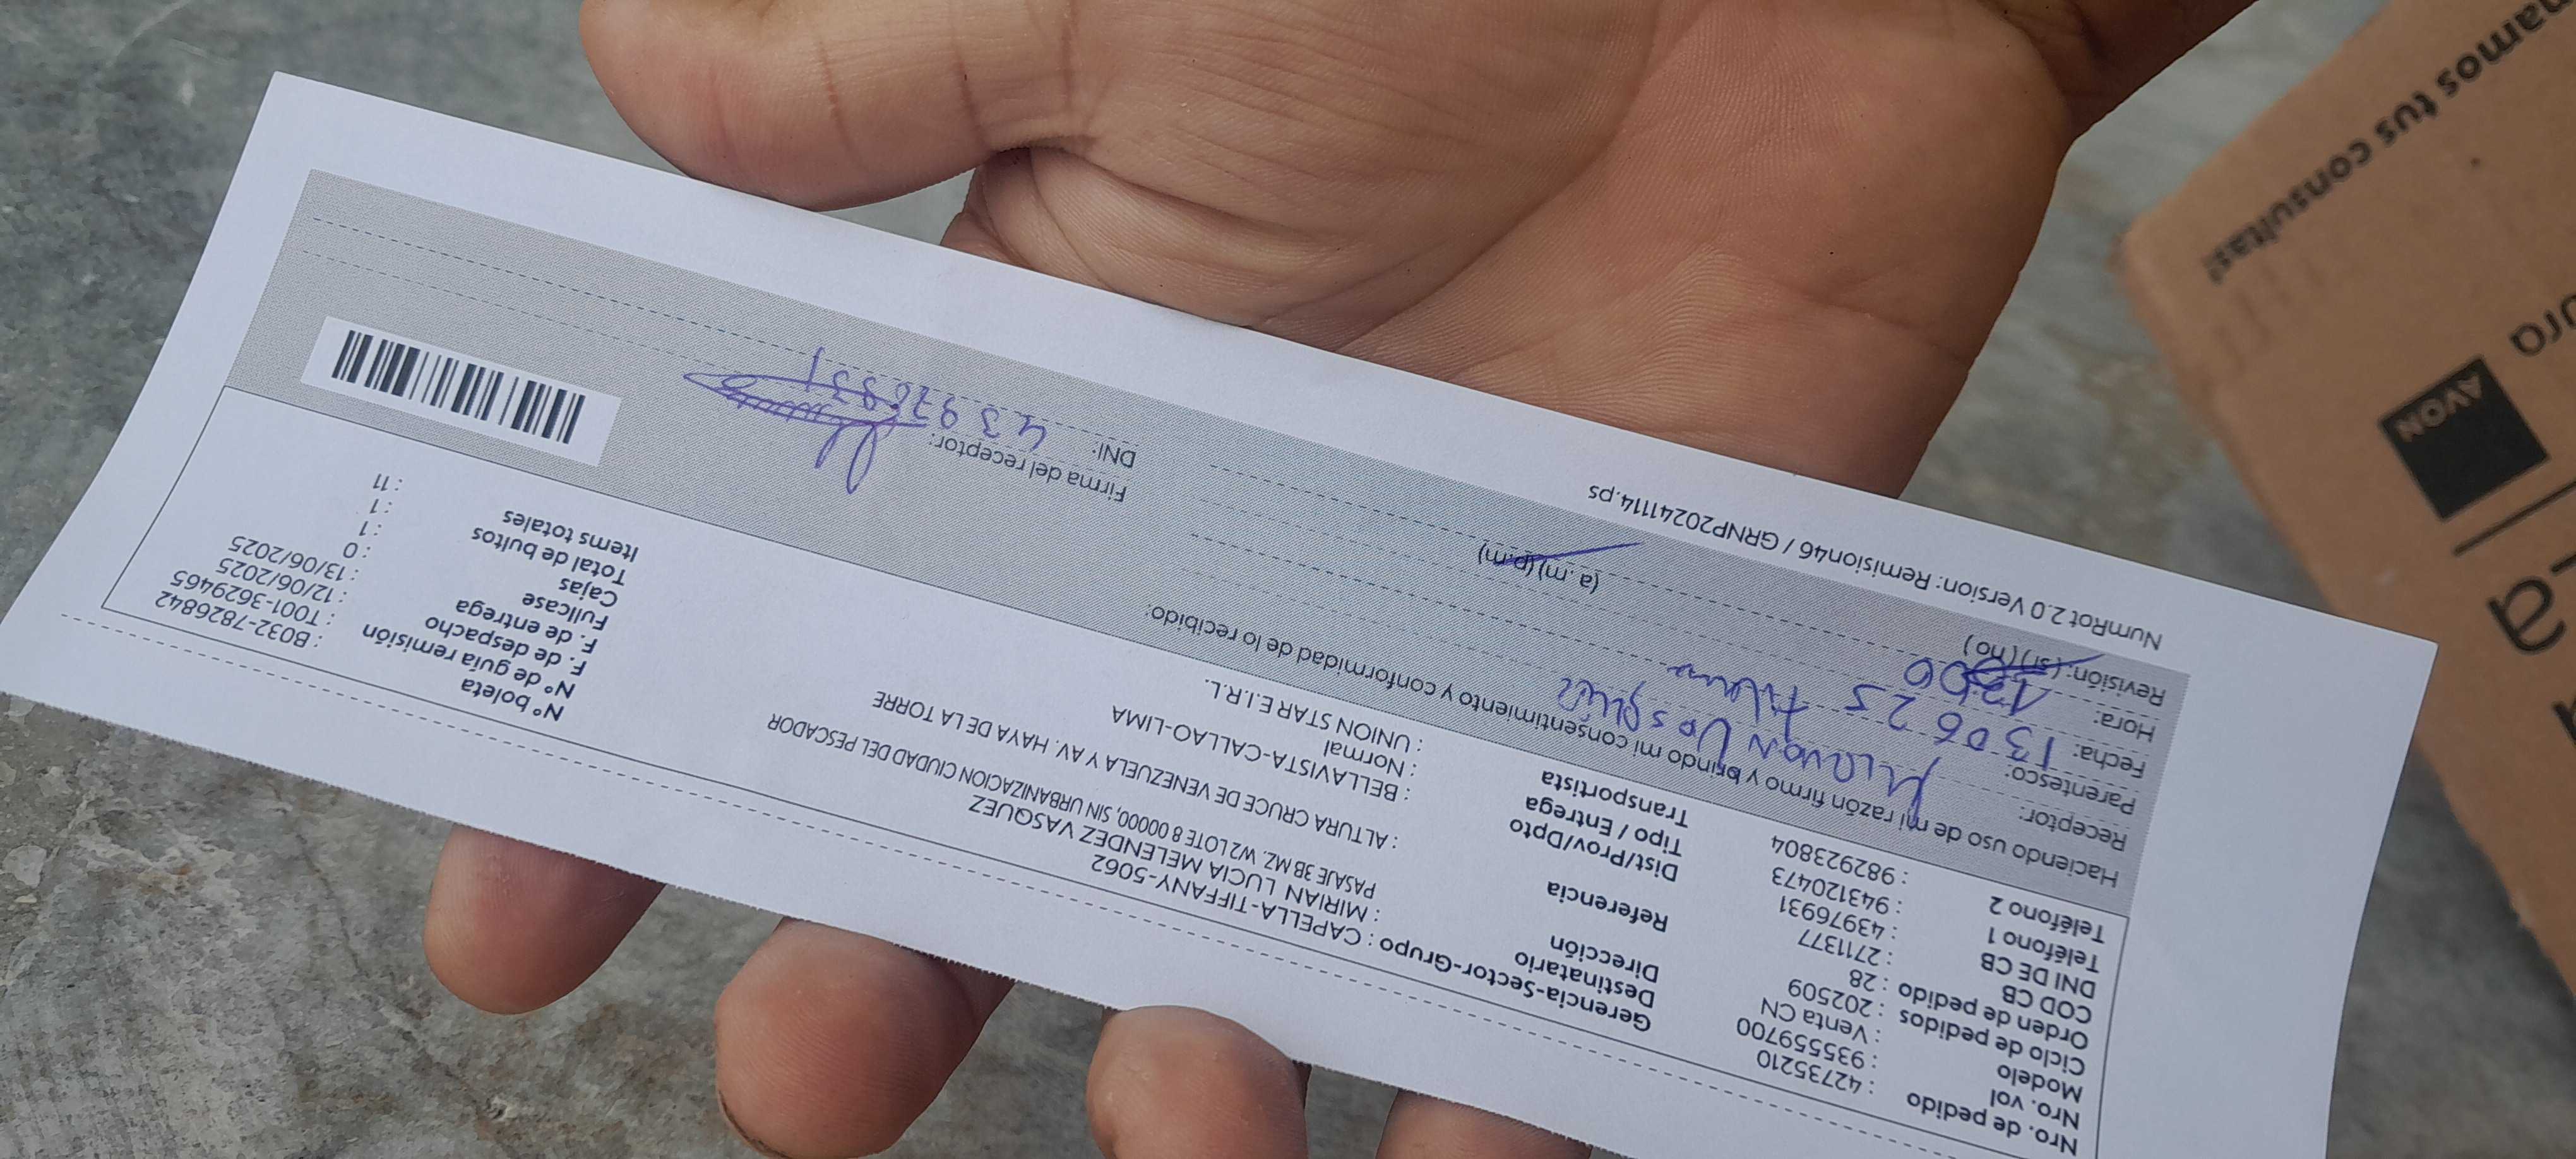 Nro. de pedido : 42735210
Nro. vol : 935559700
Modelo : Venta CN
Ciclo de pedidos : 202509
Orden de pedido : 28
COD CB : 2711377
DNI DE CB : 43976931
Teléfono 1 : 943120473
Teléfono 2 : 982923804
Gerencia-Sector-Grupo : CAPELLA-TIFFANY-5062
Destinatario : MIRIAN LUCIA MELENDEZ VASQUEZ
Dirección PASAJE 3B MZ. W2 LOTE 8 00000, SIN URBANIZACION CIUDAD DEL PESCADOR
Referencia : ALTURA CRUCE DE VENEZUELA Y AV. HAYA DE LA TORRE
Dist/Prov/Dpto : BELLAVISTA-CALLAO-LIMA
Tipo / Entrega : Normal
Transportista : UNION STAR E.I.R.L.
N° boleta : B032-7826842
N° de guía remisión : T001-3629465
F. de despacho : 12/06/2025
F. de entrega : 13/06/2025
Fullcase : 0
Cajas : 1
Total de bultos : 1
Items totales : 11
Haciendo uso de mi razón firmo y brindo mi consentimiento y conformidad de lo recibido:
Receptor:
Parentesco:
Fecha: 13 06 25
Hora: (a.m) (p.m)
Revisión: (si) (no)
Firma del receptor:
DNI: 43976931
NumRot 2.0 Version: Remision46 / GRNP20241114.ps
amos tus consultas!
ora
AVON
a